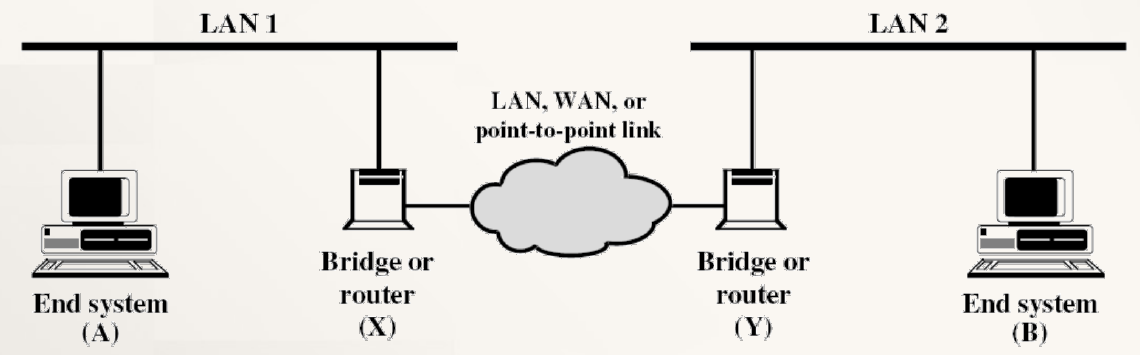 LAN 1
LAN 2
LAN, WAN, or
point-to-point link
End system
(A)
Bridge or
router
(X)
Bridge or
router
(Y)
End system
(B)